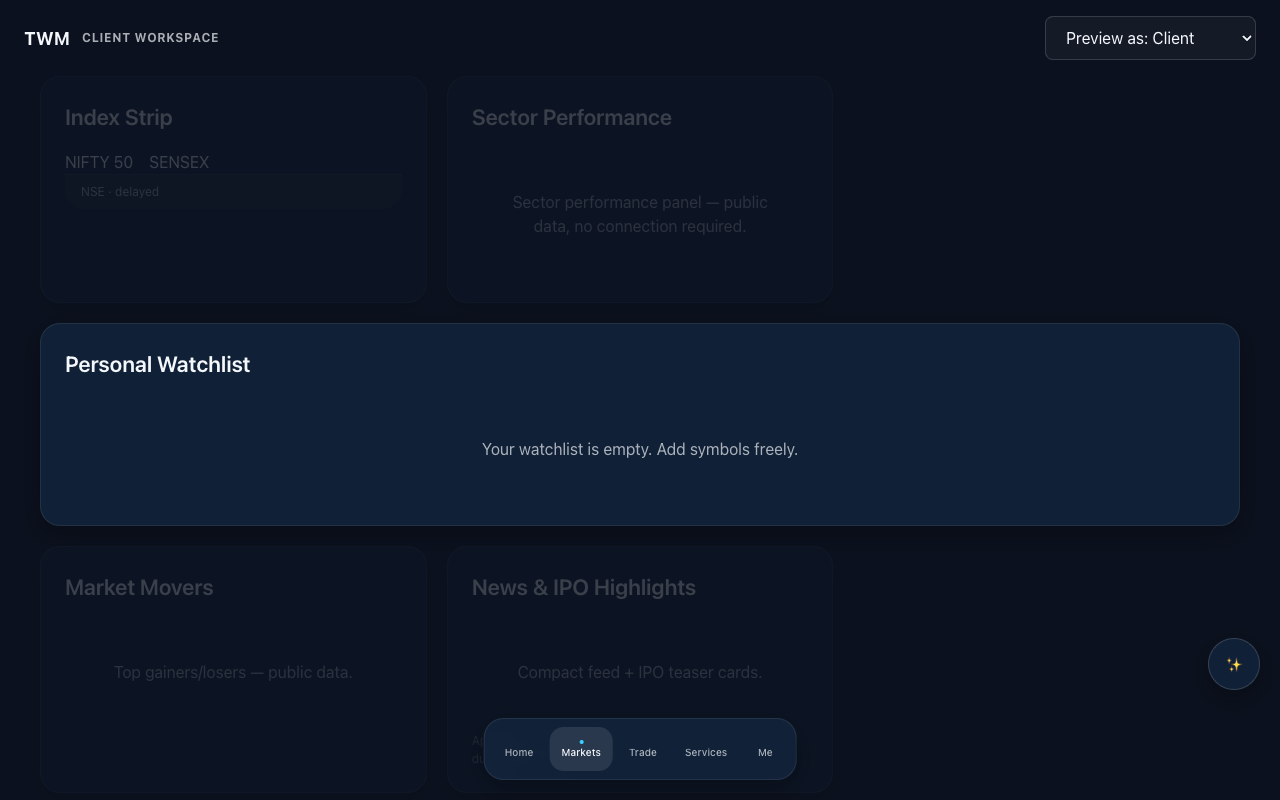 TWM CLIENT WORKSPACE
Preview as: Client
Index Strip
NIFTY 50 SENSEX
NSE · delayed
Sector Performance
Sector performance panel — public
data, no connection required.
Personal Watchlist
Your watchlist is empty. Add symbols freely.
Market Movers
Top gainers/losers — public data.
News & IPO Highlights
Compact feed + IPO teaser cards.
Home Markets Trade Services Me